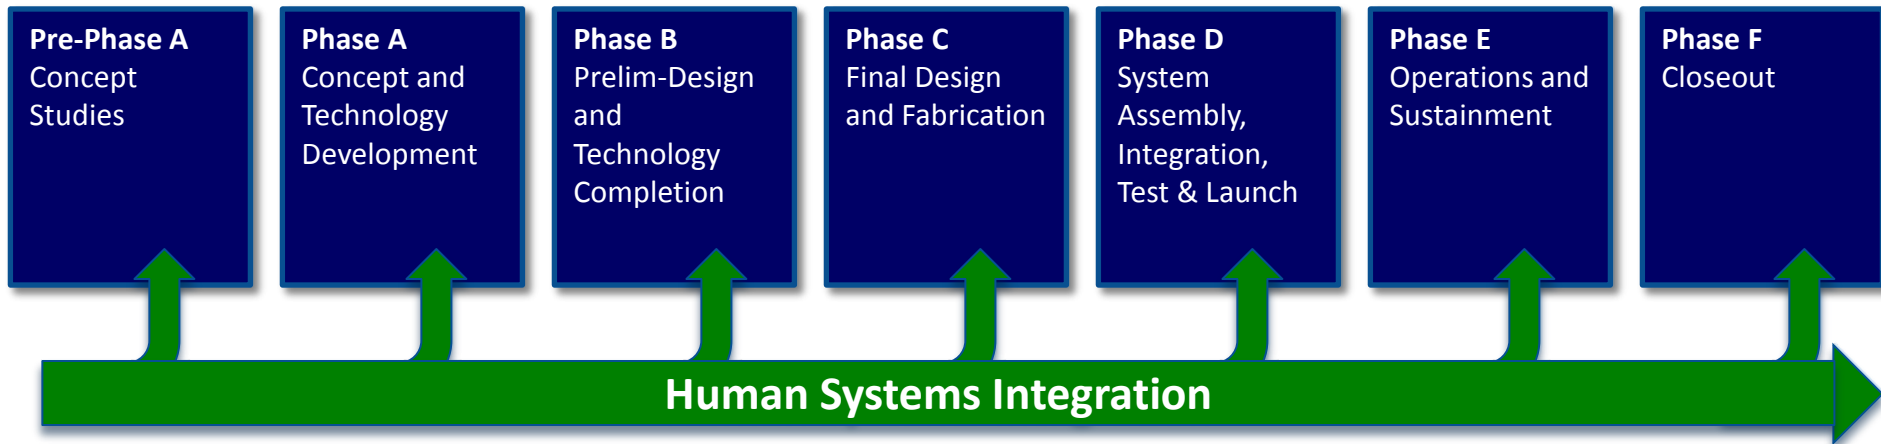 Pre-Phase A
Concept
Studies
Phase A
Concept and
Technology
Development
Phase B
Prelim-Design
and
Technology
Completion
Phase C
Final Design
and Fabrication
Phase D
System
Assembly,
Integration,
Test & Launch
Phase E
Operations and
Sustainment
Phase F
Closeout
Human Systems Integration